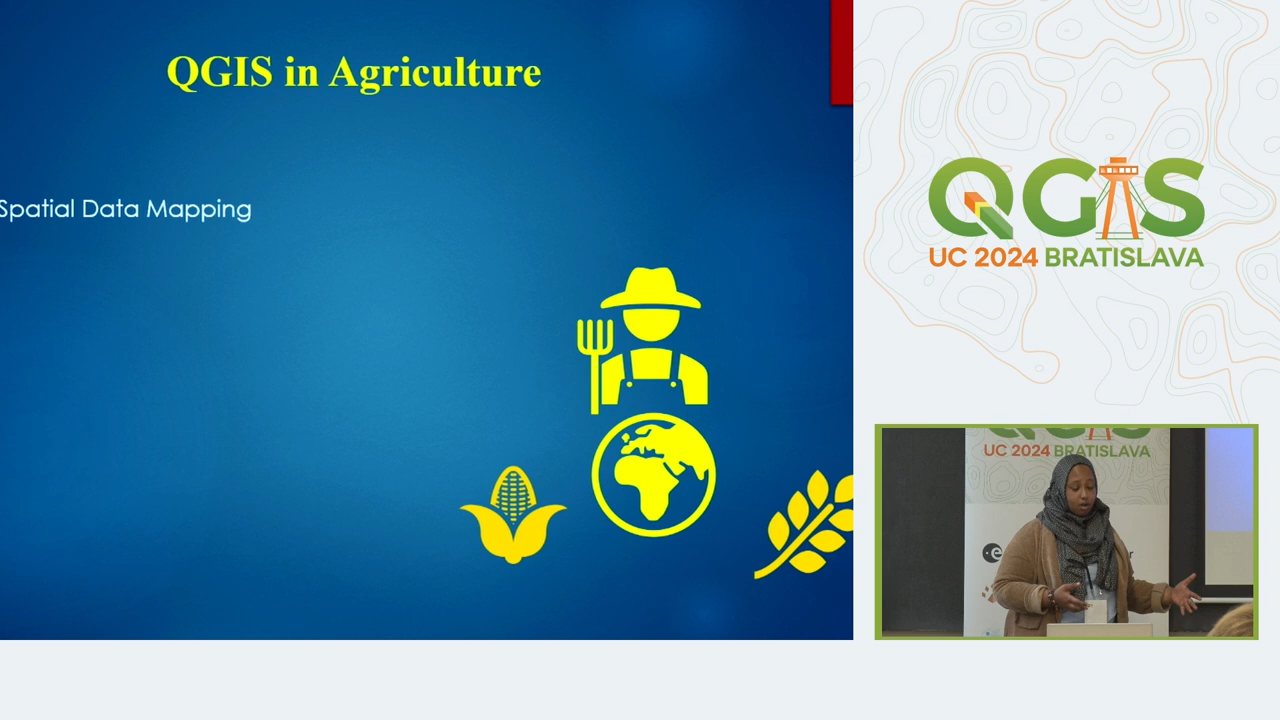 QGIS in Agriculture
Spatial Data Mapping
QGIS
UC 2024 BRATISLAVA
UC 2024 BRATISLAVA